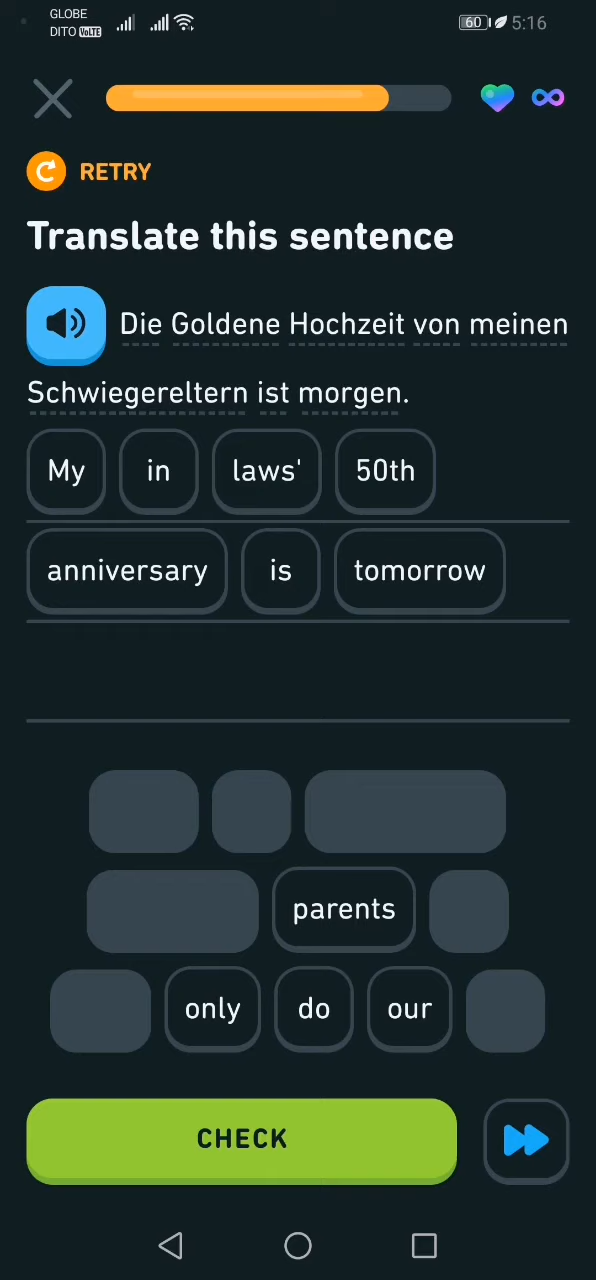 GLOBE
DITO VoLTE
60 5:16
RETRY
Translate this sentence
Die Goldene Hochzeit von meinen
Schwiegereltern ist morgen.
My in laws' 50th
anniversary is tomorrow
parents
only do our
CHECK